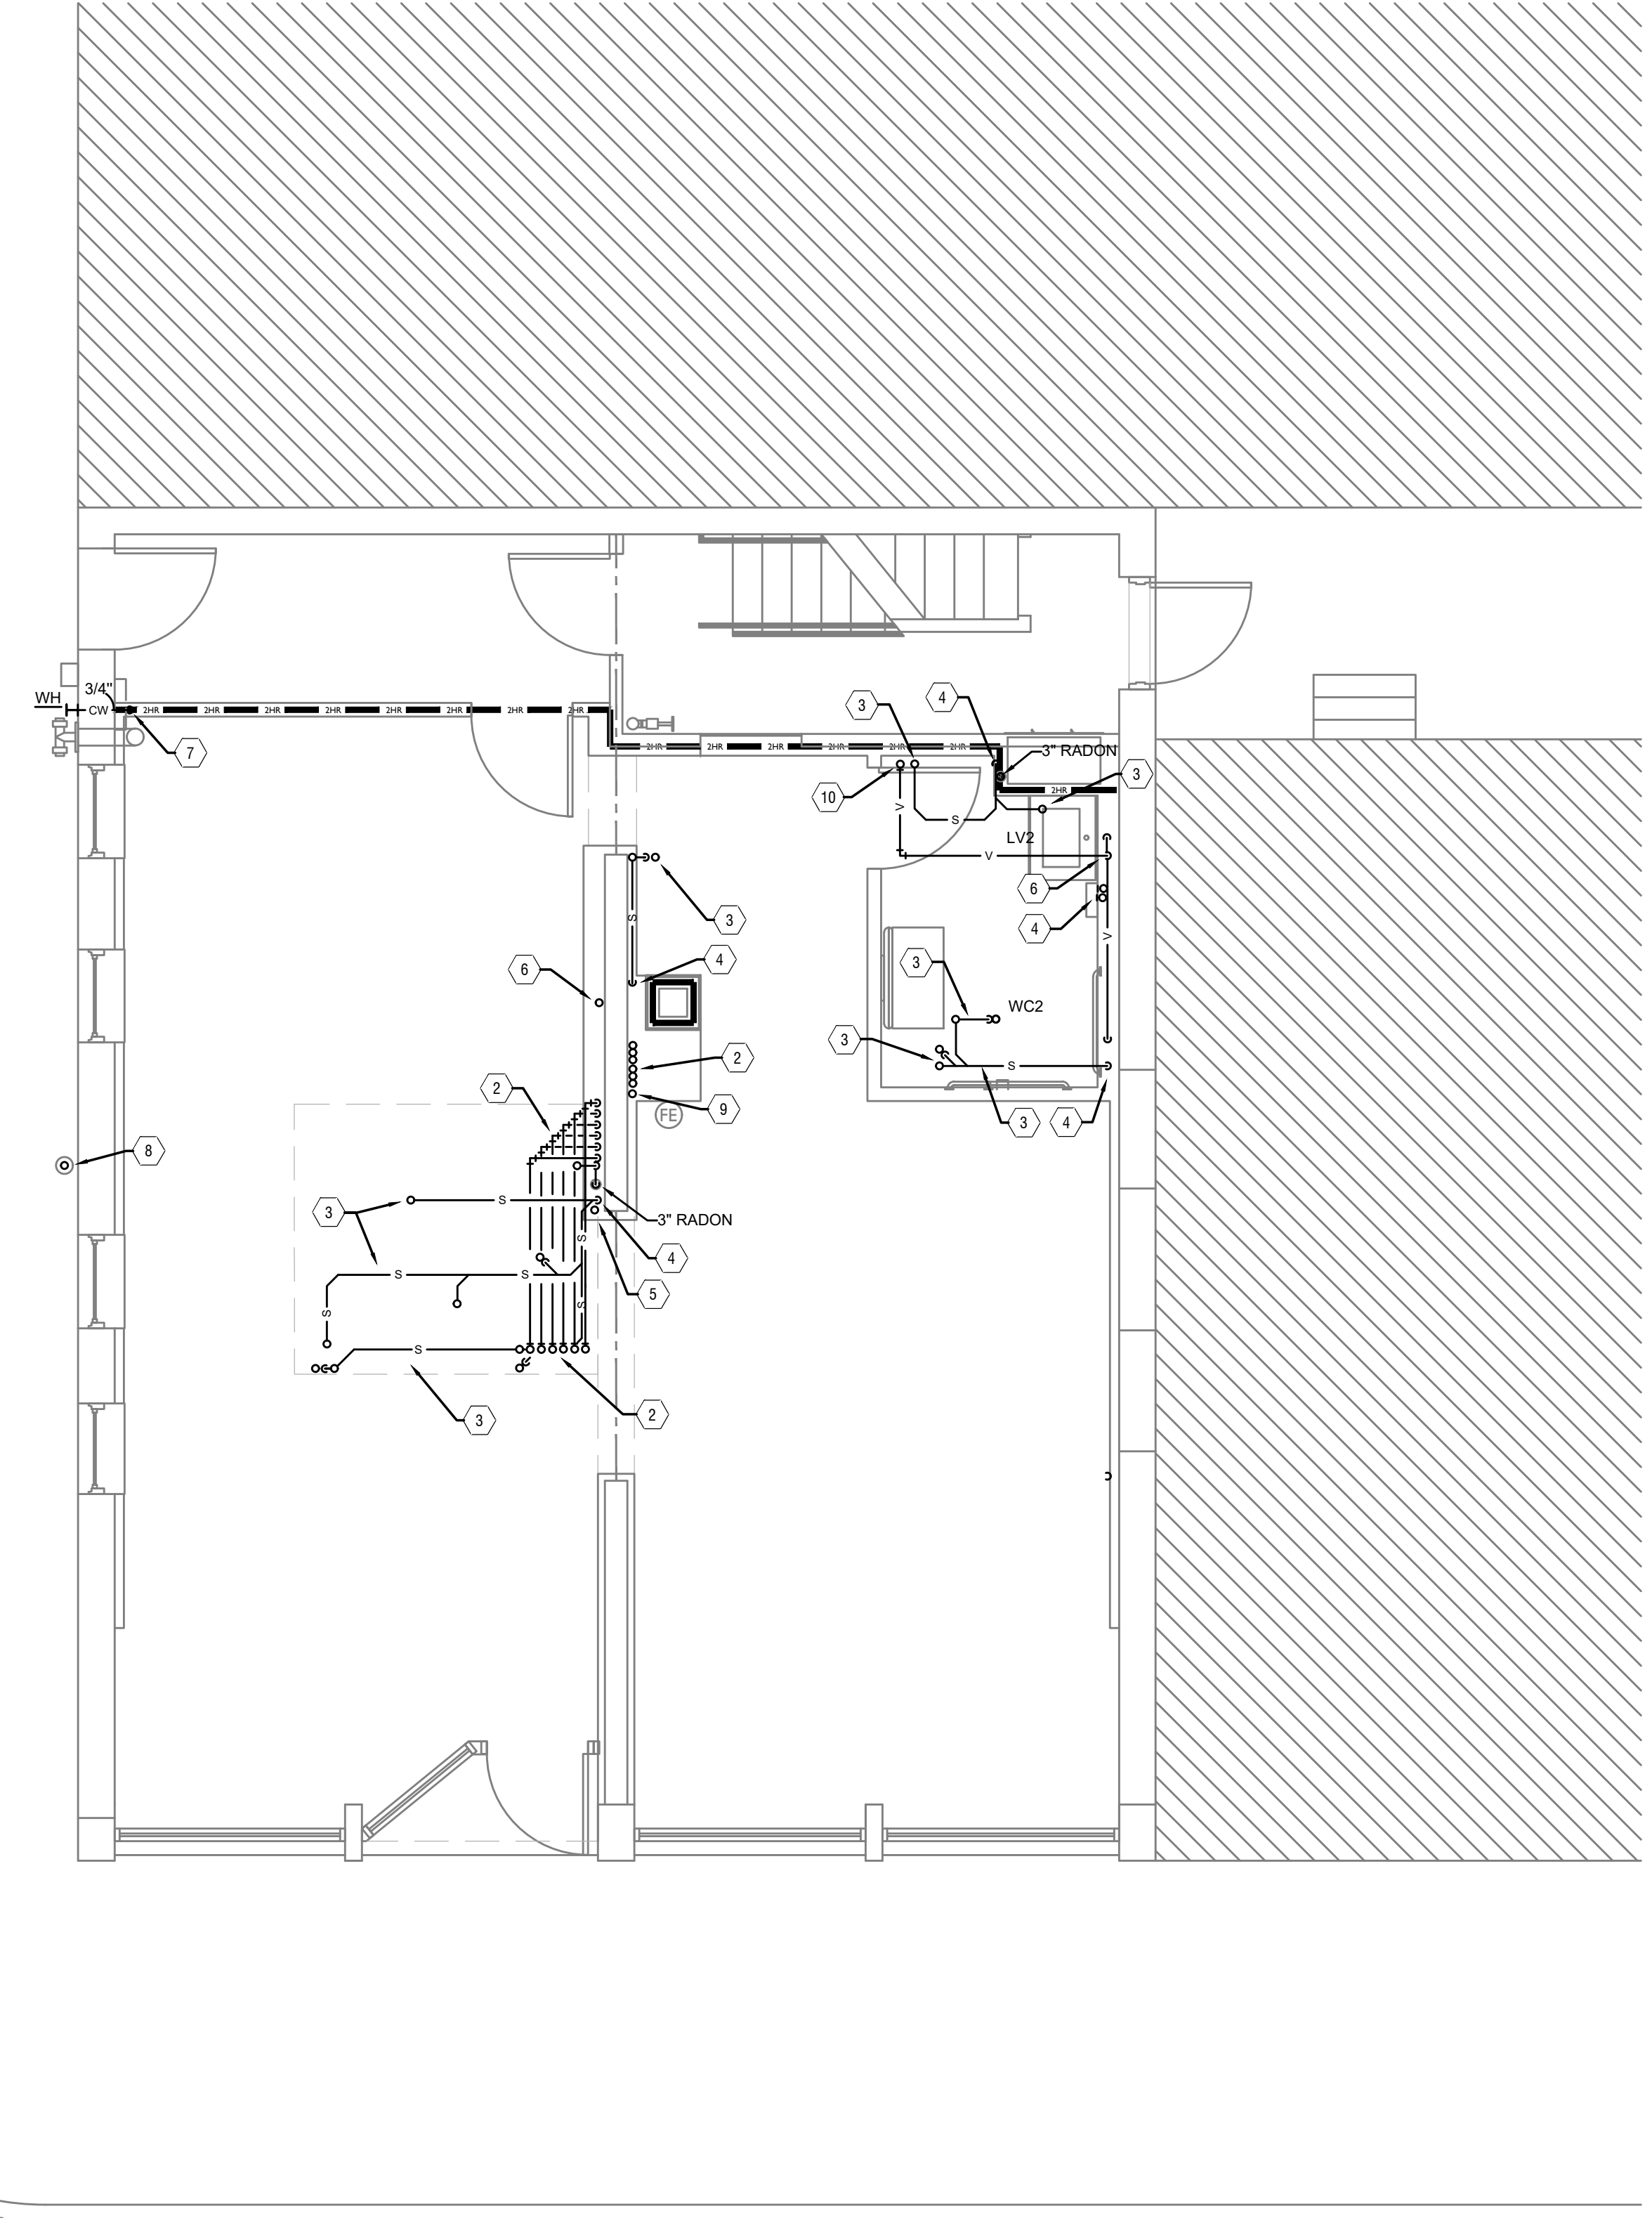 3 4
WH 3/4" CW
2HR 2HR 2HR 2HR 2HR 2HR 2HR 2HR
7
2HR 2HR 2HR 2HR 2HR 2HR
3" RADON
3
10
2HR
V
S
LV2
V
6
4
3
S
V
4
6
3
WC2
3
2
S
2
9
FE
3 4
8
S
3
3" RADON
S
4
S S
5
S
S
S
3
2